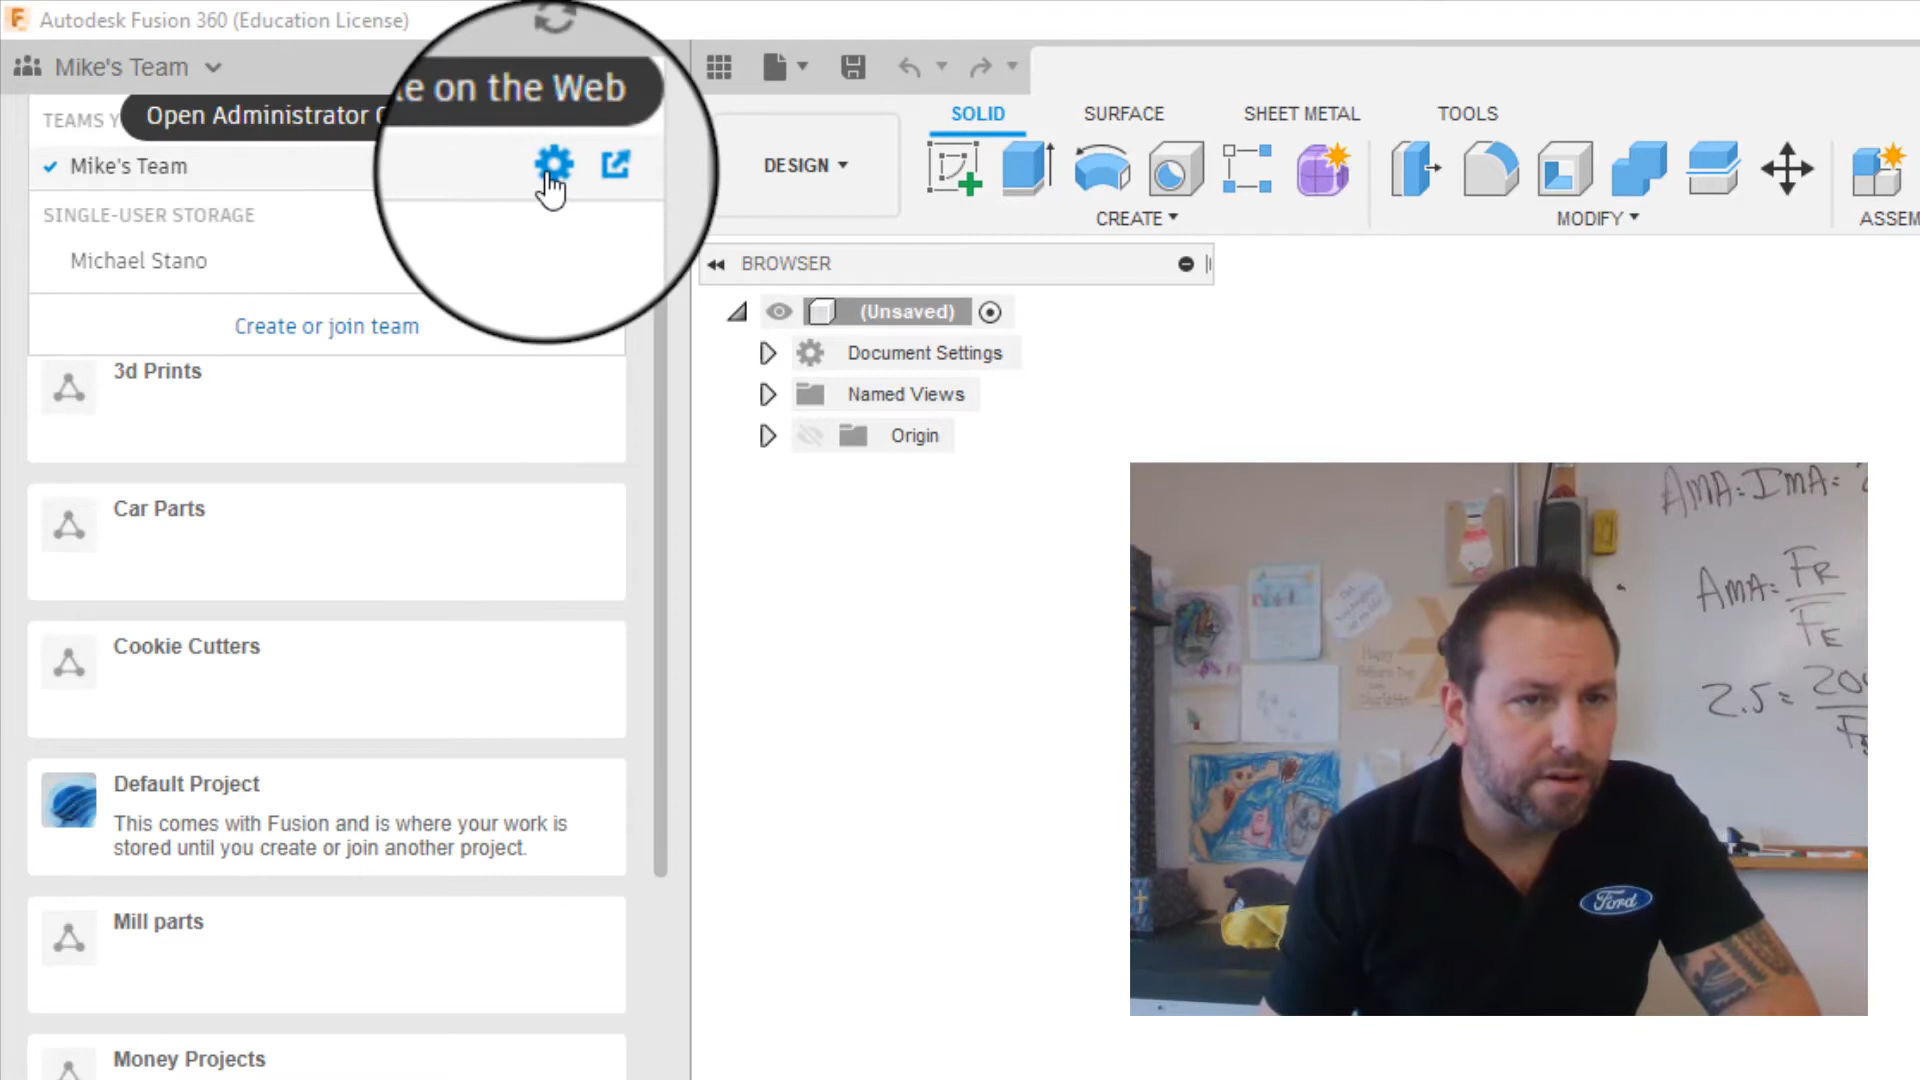 Autodesk Fusion 360 (Education License)
Mike's Team
on the Web
Open Administrator
TEAMS
Mike's Team
SINGLE-USER STORAGE
Michael Stano
Create or join team
3d Prints
Car Parts
Cookie Cutters
Default Project
This comes with Fusion and is where your work is
stored until you create or join another project.
Mill parts
Money Projects
SOLID
SURFACE
SHEET METAL
TOOLS
DESIGN
CREATE
MODIFY
ASSEM
BROWSER
(Unsaved)
Document Settings
Named Views
Origin
AMA: IMA:
AMA= FR
FE
2.5=
Ford